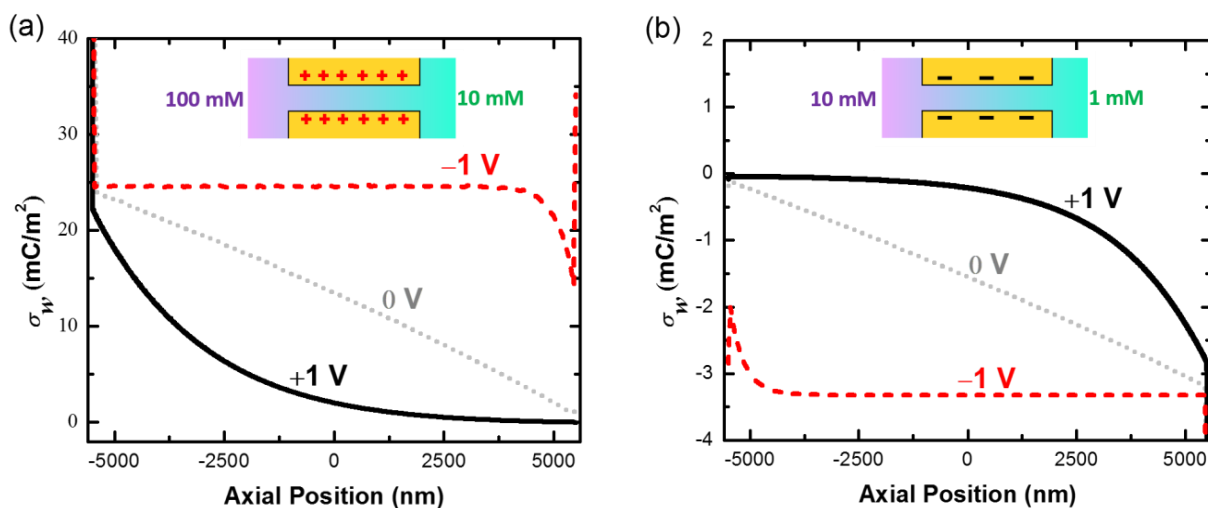 (a)
40
30
20
10
0
σw (mC/m²)
-5000 -2500 0 2500 5000
Axial Position (nm)
100 mM
+ + + + + +
+ + + + + +
10 mM
−1 V
0 V
+1 V
(b)
2
1
0
-1
-2
-3
-4
σw (mC/m²)
-5000 -2500 0 2500 5000
Axial Position (nm)
10 mM
− − −
− − −
1 mM
+1 V
0 V
−1 V